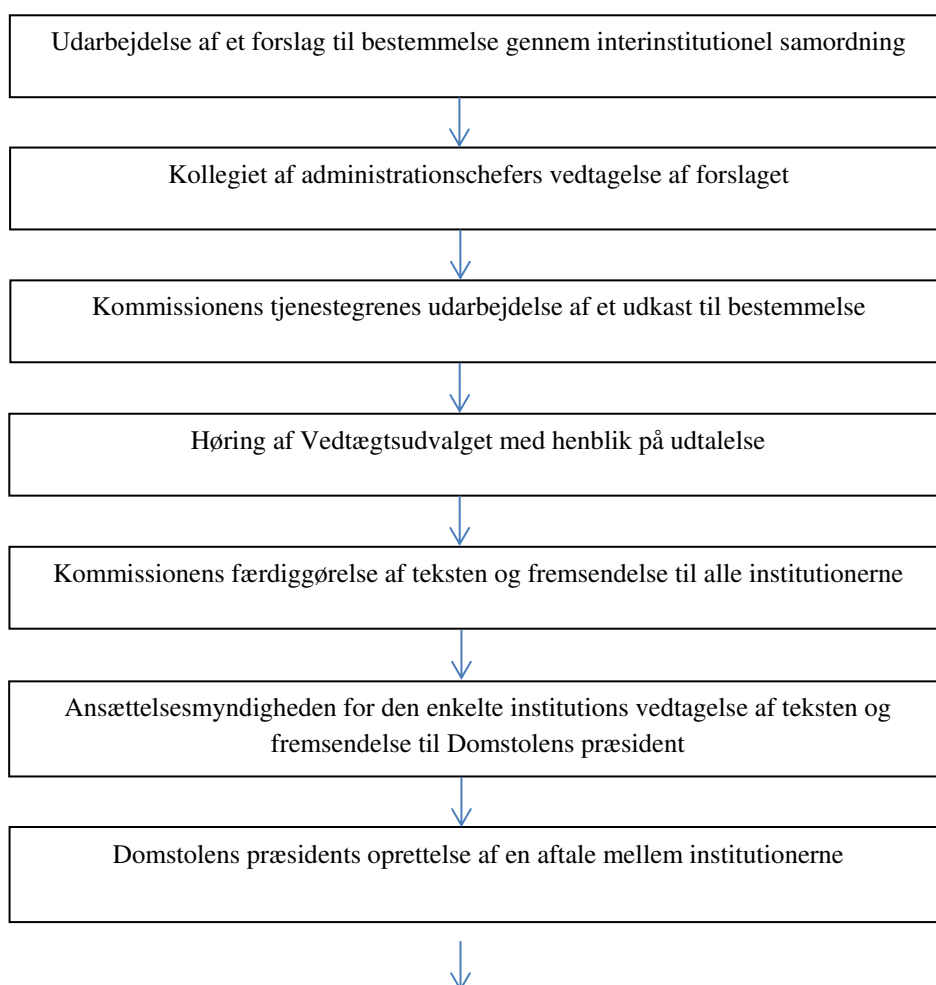 Udarbejdelse af et forslag til bestemmelse gennem interinstitutionel samordning
Kollegiet af administrationschefers vedtagelse af forslaget
Kommissionens tjenestegrenes udarbejdelse af et udkast til bestemmelse
Høring af Vedtægtsudvalget med henblik på udtalelse
Kommissionens færdiggørelse af teksten og fremsendelse til alle institutionerne
Ansættelsesmyndigheden for den enkelte institutions vedtagelse af teksten og
fremsendelse til Domstolens præsident
Domstolens præsidents oprettelse af en aftale mellem institutionerne